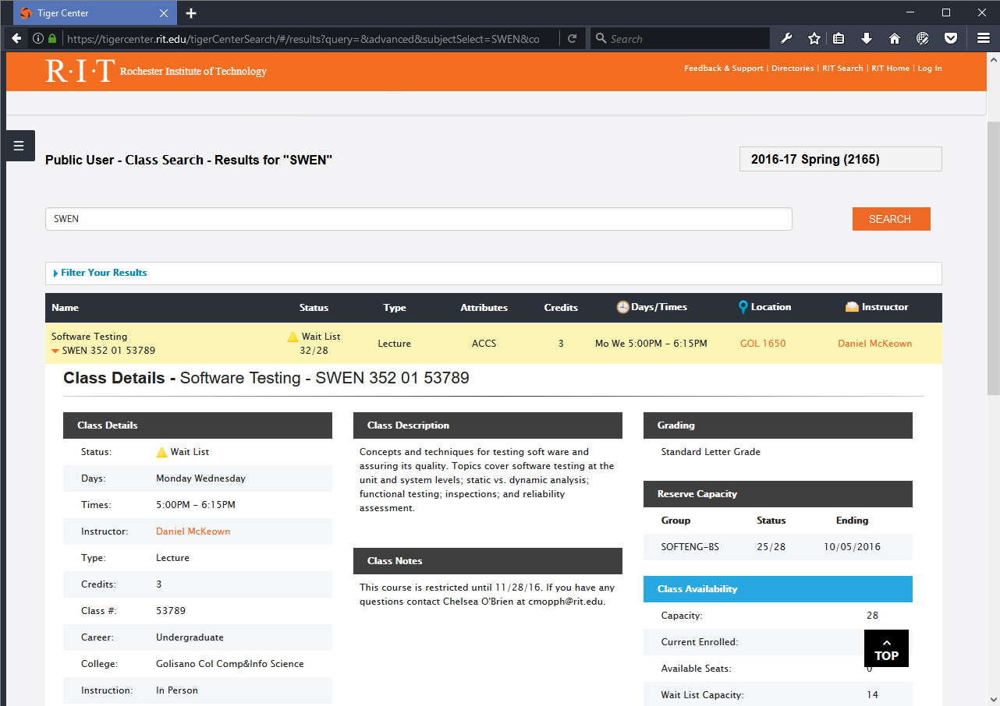 Tiger Center
https://tigercenter.rit.edu/tigerCenterSearch/#/results?query=&advanced&subjectSelect=SWEN&co
Search
R·I·T Rochester Institute of Technology
Feedback & Support | Directories | RIT Search | RIT Home | Log In
Public User - Class Search - Results for "SWEN"
2016-17 Spring (2165)
SWEN
SEARCH
Filter Your Results
Name Status Type Attributes Credits Days/Times Location Instructor
Software Testing
SWEN 352 01 53789
Wait List
32/28
Lecture
ACCS
3
Mo We 5:00PM - 6:15PM
GOL 1650
Daniel McKeown
Class Details - Software Testing - SWEN 352 01 53789
Class Details
Status: Wait List
Days: Monday Wednesday
Times: 5:00PM - 6:15PM
Instructor: Daniel McKeown
Type: Lecture
Credits: 3
Class #: 53789
Career: Undergraduate
College: Golisano Col Comp&Info Science
Instruction: In Person
Class Description
Concepts and techniques for testing soft ware and
assuring its quality. Topics cover software testing at the
unit and system levels; static vs. dynamic analysis;
functional testing; inspections; and reliability
assessment.
Class Notes
This course is restricted until 11/28/16. If you have any
questions contact Chelsea O'Brien at cmopph@rit.edu.
Grading
Standard Letter Grade
Reserve Capacity
Group Status Ending
SOFTENG-BS 25/28 10/05/2016
Class Availability
Capacity: 28
Current Enrolled:
Available Seats: 0
Wait List Capacity: 14
TOP